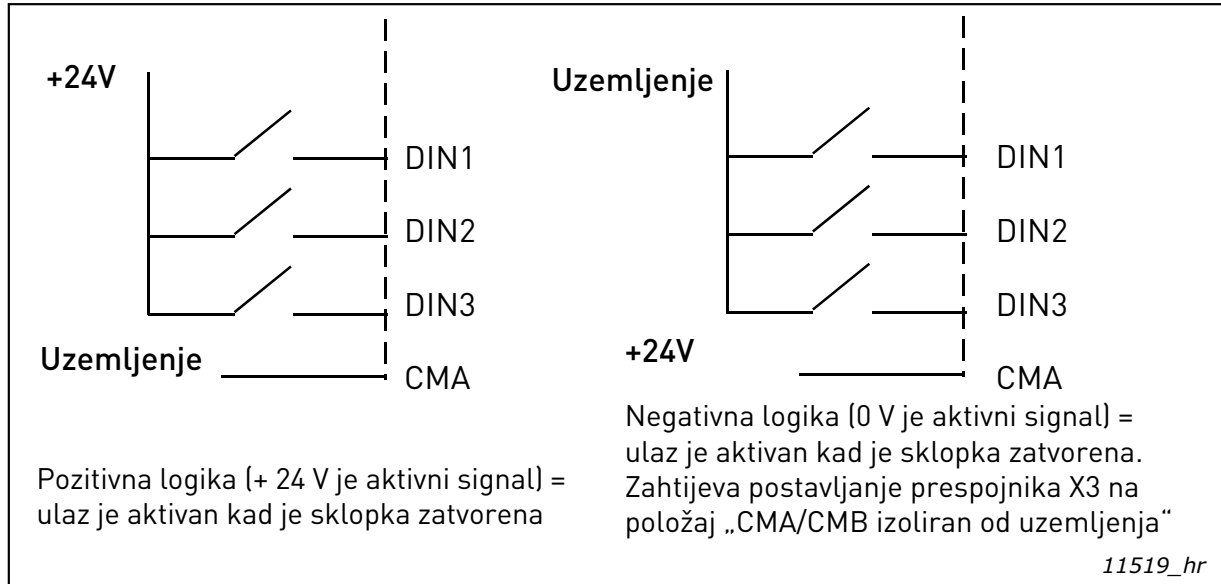 +24V
DIN1
DIN2
DIN3
Uzemljenje
CMA
Pozitivna logika (+ 24 V je aktivni signal) =
ulaz je aktivan kad je sklopka zatvorena
Uzemljenje
DIN1
DIN2
DIN3
+24V
CMA
Negativna logika (0 V je aktivni signal) =
ulaz je aktivan kad je sklopka zatvorena.
Zahtijeva postavljanje prespojnika X3 na
položaj „CMA/CMB izoliran od uzemljenja“
11519_hr